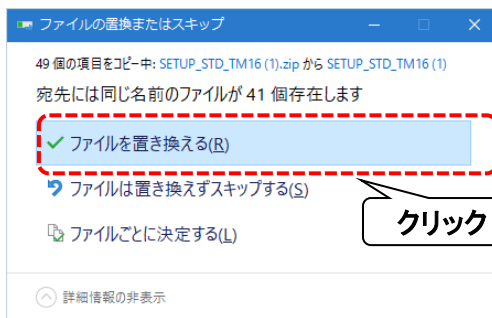 ファイルの置換またはスキップ
49 個の項目をコピー中: SETUP_STD_TM16 (1).zip から SETUP_STD_TM16 (1)
宛先には同じ名前のファイルが 41 個存在します
ファイルを置き換える(R)
ファイルは置き換えずスキップする(S)
クリック
ファイルごとに決定する(L)
詳細情報の非表示